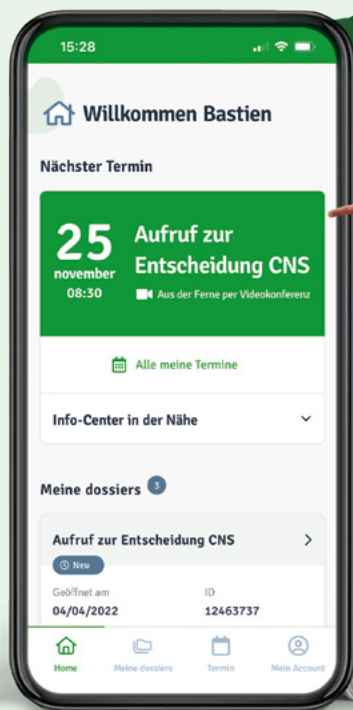 15:28
Willkommen Bastien
Nächster Termin
25
november
08:30
Aufruf zur
Entscheidung CNS
Aus der Ferne per Videokonferenz
Alle meine Termine
Info-Center in der Nähe
Meine dossiers 3
Aufruf zur Entscheidung CNS
Neu
Geöffnet am
ID
04/04/2022
12463737
Home
Meine dossiers
Termin
Mein Account